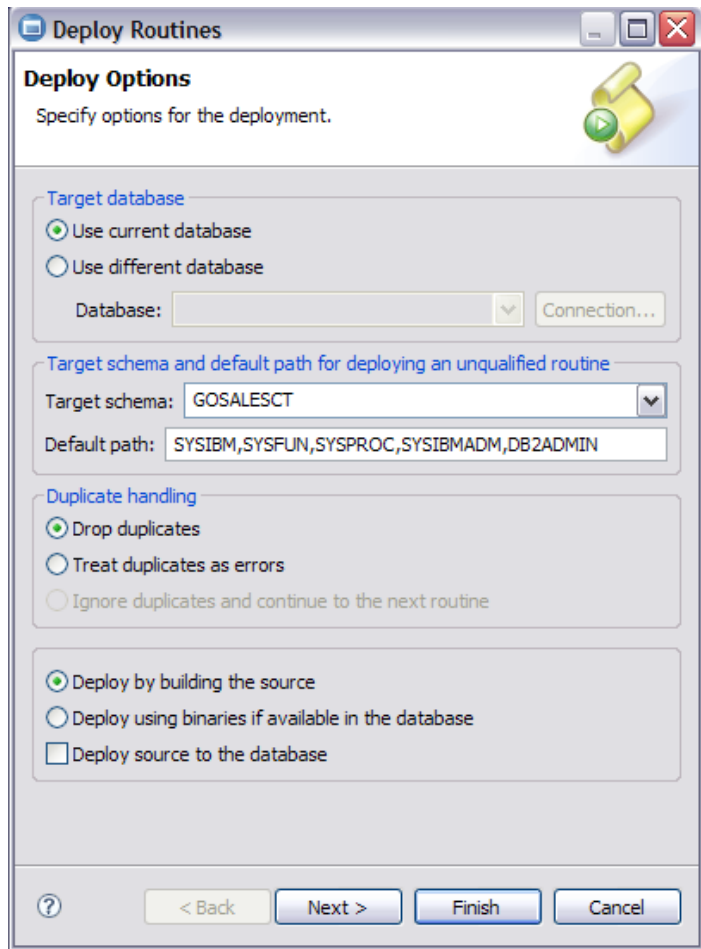 Deploy Routines
Deploy Options
Specify options for the deployment.
Target database
Use current database
Use different database
Database:
Connection...
Target schema and default path for deploying an unqualified routine
Target schema: GOSALESCT
Default path: SYSIBM,SYSFUN,SYSPROC,SYSIBMADM,DB2ADMIN
Duplicate handling
Drop duplicates
Treat duplicates as errors
Ignore duplicates and continue to the next routine
Deploy by building the source
Deploy using binaries if available in the database
Deploy source to the database
? < Back Next > Finish Cancel